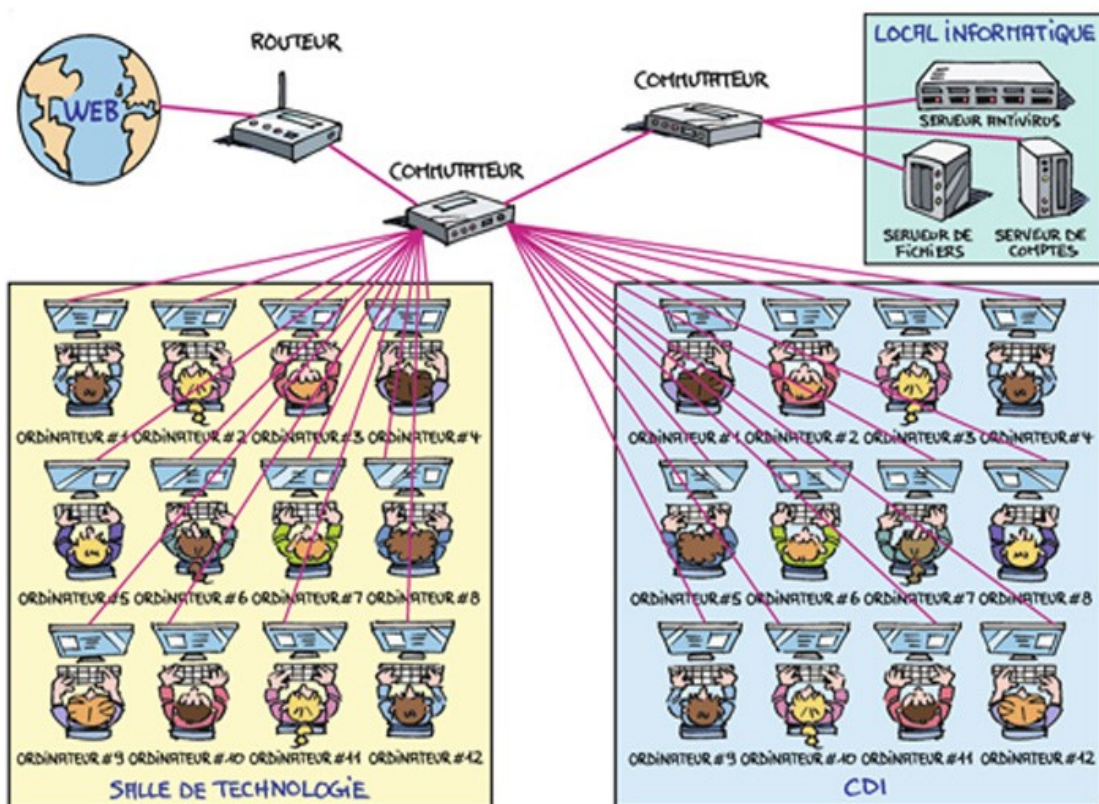 ROUTEUR
WEB
COMMUTATEUR
COMMUTATEUR
LOCAL INFORMATIQUE
SERVEUR ANTIVIRUS
SERVEUR DE
FICHIERS
SERVEUR DE
COMPTES
ORDINATEUR #1 ORDINATEUR #2 ORDINATEUR #3 ORDINATEUR #4
ORDINATEUR #5 ORDINATEUR #6 ORDINATEUR #7 ORDINATEUR #8
ORDINATEUR #9 ORDINATEUR #10 ORDINATEUR #11 ORDINATEUR #12
SALLE DE TECHNOLOGIE
ORDINATEUR #1 ORDINATEUR #2 ORDINATEUR #3 ORDINATEUR #4
ORDINATEUR #5 ORDINATEUR #6 ORDINATEUR #7 ORDINATEUR #8
ORDINATEUR #9 ORDINATEUR #10 ORDINATEUR #11 ORDINATEUR #12
CDI